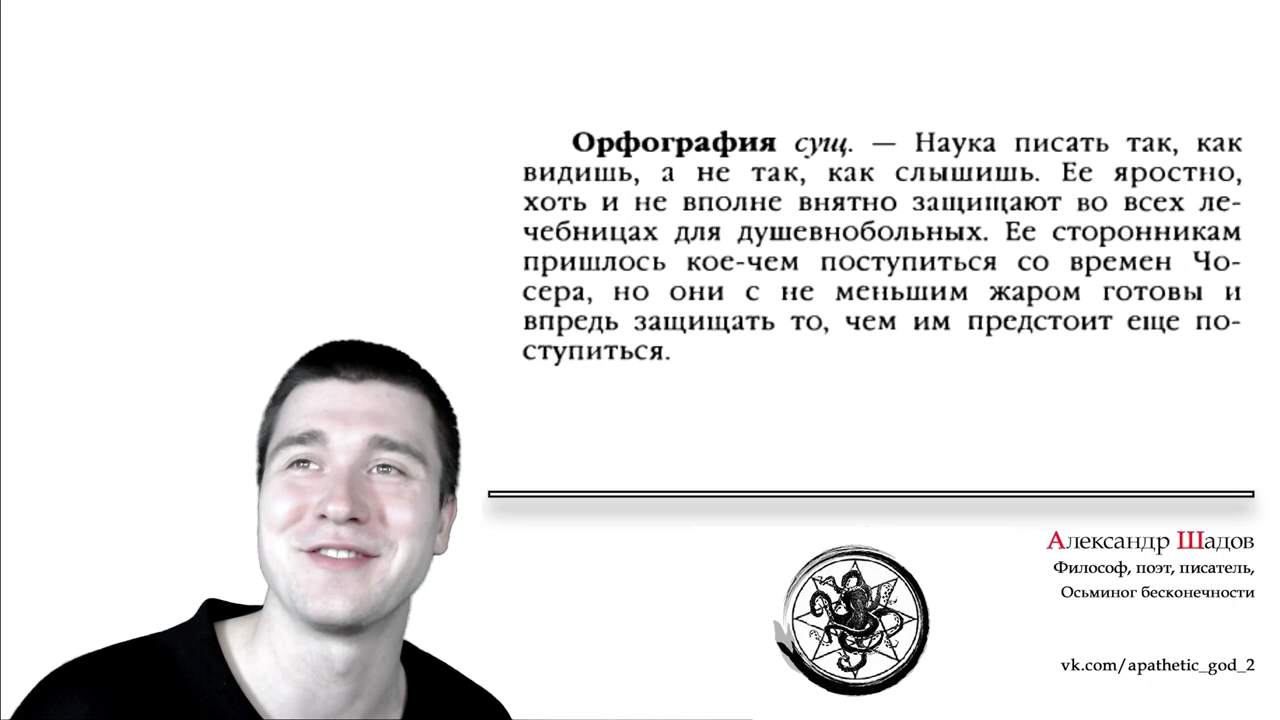 Орфография сущ. — Наука писать так, как
видишь, а не так, как слышишь. Ее яростно,
хоть и не вполне внятно защищают во всех ле-
чебницах для душевнобольных. Ее сторонникам
пришлось кое-чем поступиться со времен Чо-
сера, но они с не меньшим жаром готовы и
впредь защищать то, чем им предстоит еще по-
ступиться.
Александр Шадов
Философ, поэт, писатель,
Осьминог бесконечности
vk.com/apathetic_god_2